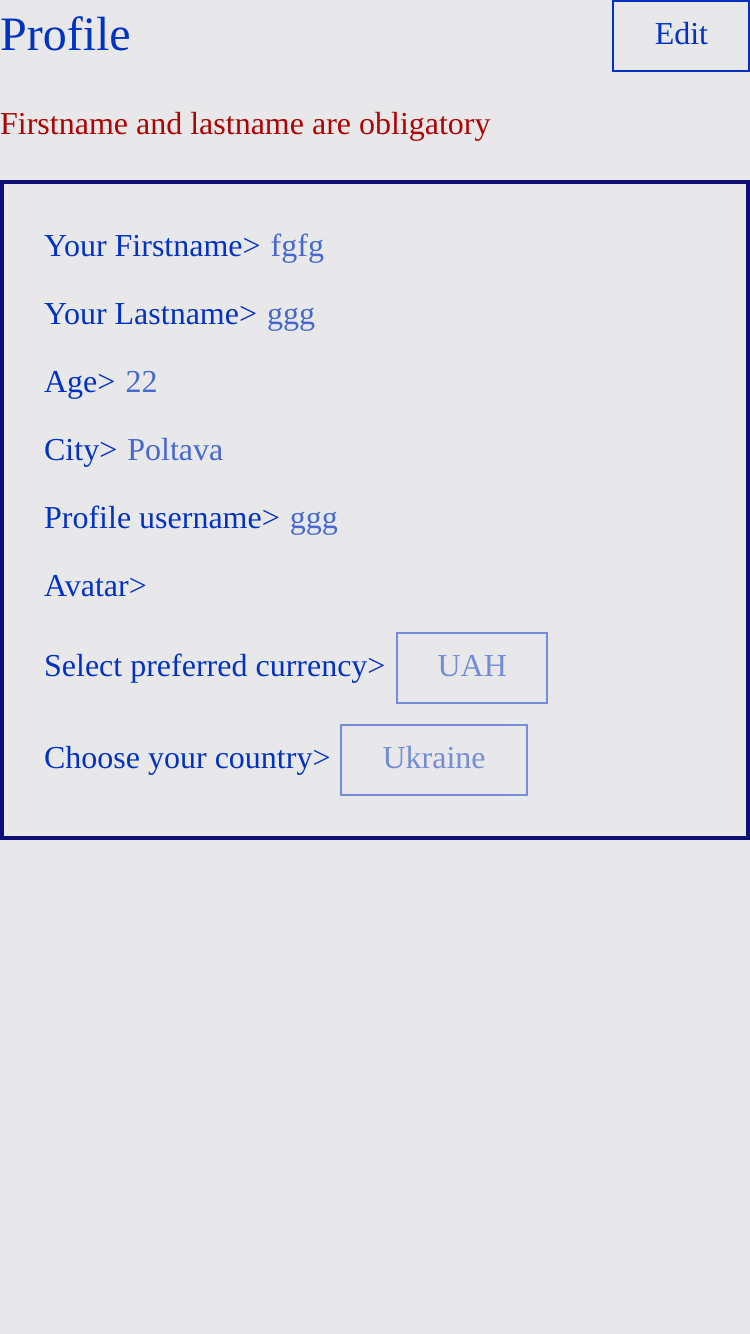 Profile
Edit
Firstname and lastname are obligatory
Your Firstname> fgfg
Your Lastname> ggg
Age> 22
City> Poltava
Profile username> ggg
Avatar>
Select preferred currency> UAH
Choose your country> Ukraine